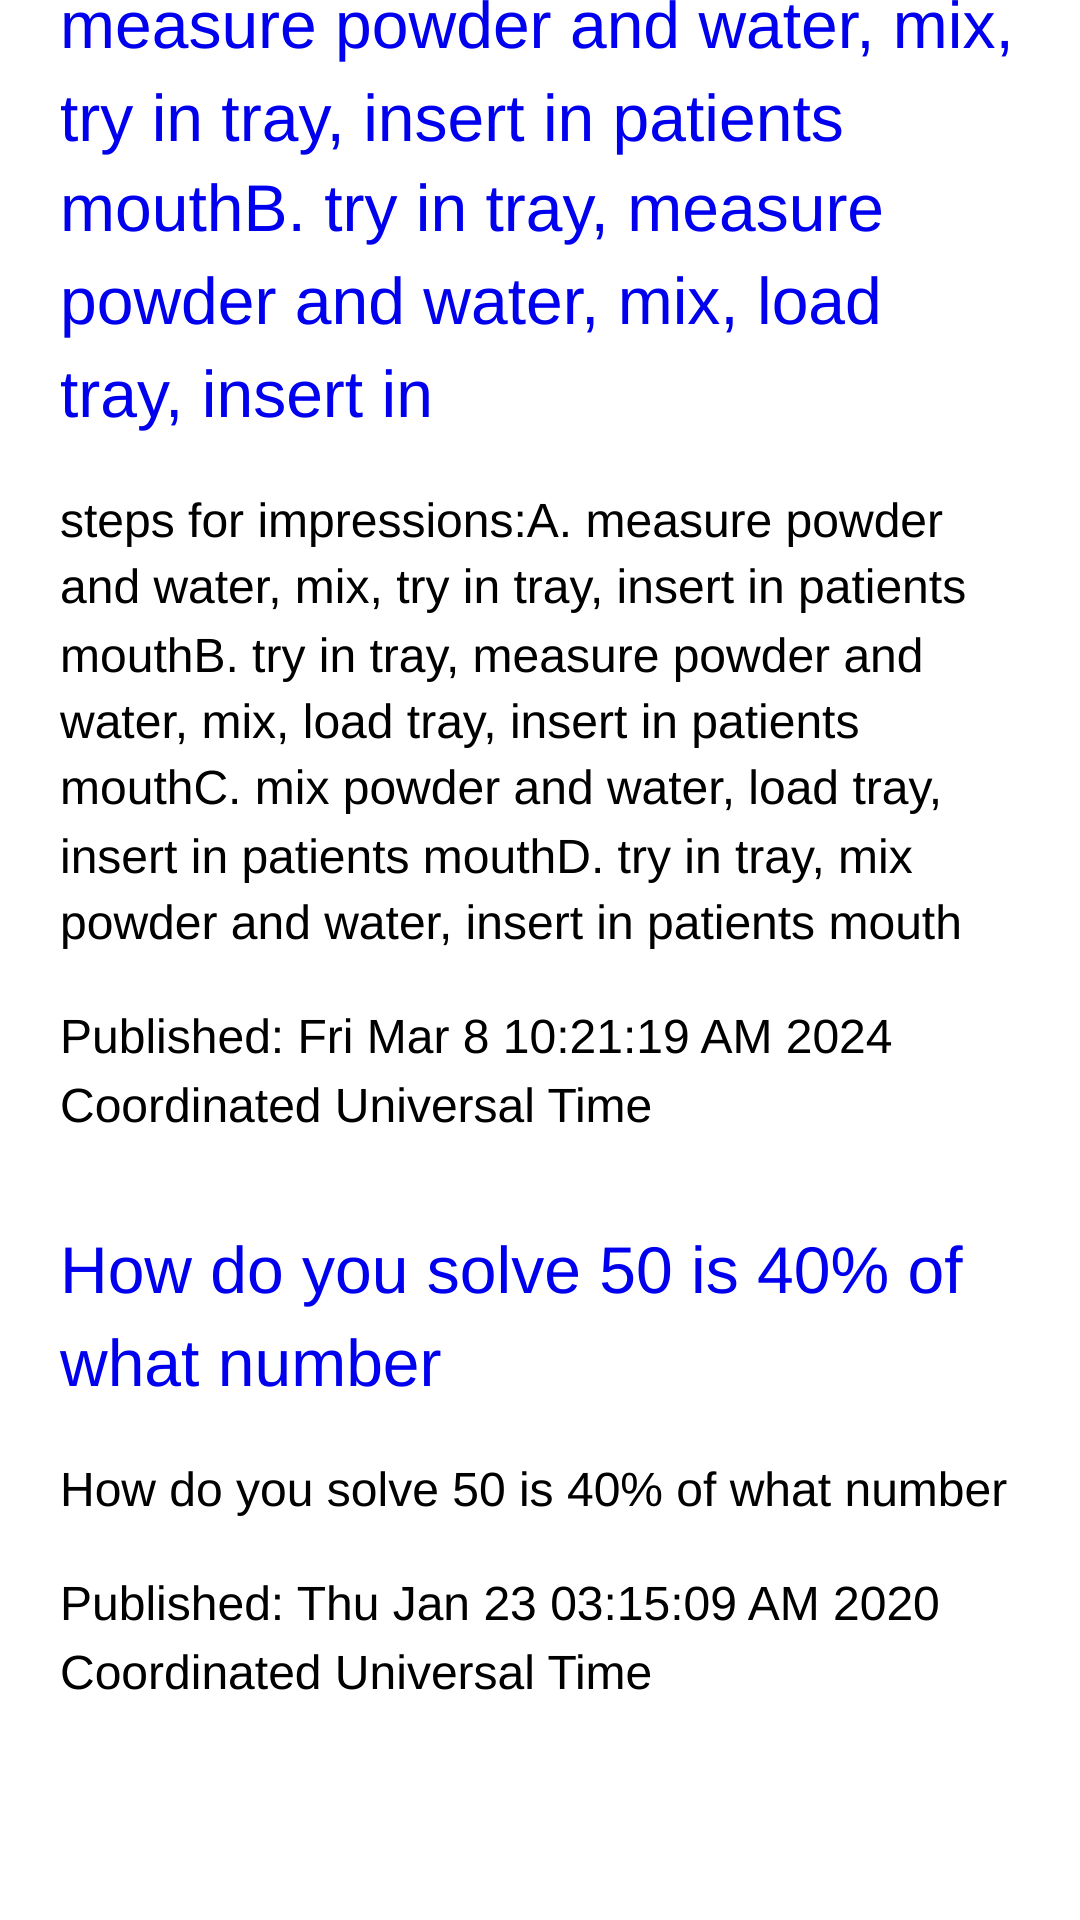 measure powder and water, mix,
try in tray, insert in patients
mouthB. try in tray, measure
powder and water, mix, load
tray, insert in
steps for impressions:A. measure powder
and water, mix, try in tray, insert in patients
mouthB. try in tray, measure powder and
water, mix, load tray, insert in patients
mouthC. mix powder and water, load tray,
insert in patients mouthD. try in tray, mix
powder and water, insert in patients mouth
Published: Fri Mar 8 10:21:19 AM 2024
Coordinated Universal Time
How do you solve 50 is 40% of
what number
How do you solve 50 is 40% of what number
Published: Thu Jan 23 03:15:09 AM 2020
Coordinated Universal Time